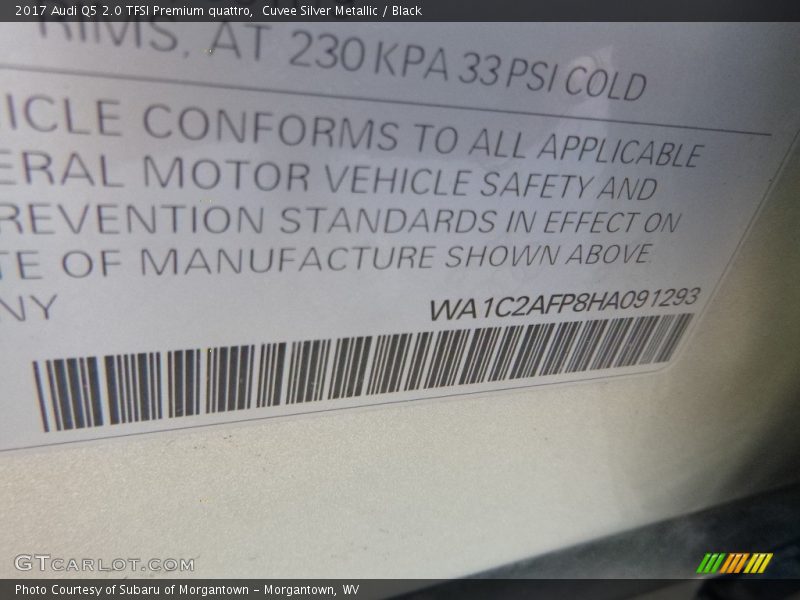 2017 Audi Q5 2.0 TFSI Premium quattro, Cuvee Silver Metallic / Black
RIMS, AT 230 KPA 33 PSI COLD
ICLE CONFORMS TO ALL APPLICABLE
ERAL MOTOR VEHICLE SAFETY AND
REVENTION STANDARDS IN EFFECT ON
TE OF MANUFACTURE SHOWN ABOVE
NY
WA1C2AFP8HA091293
GTCARLOT.COM
Photo Courtesy of Subaru of Morgantown - Morgantown, WV